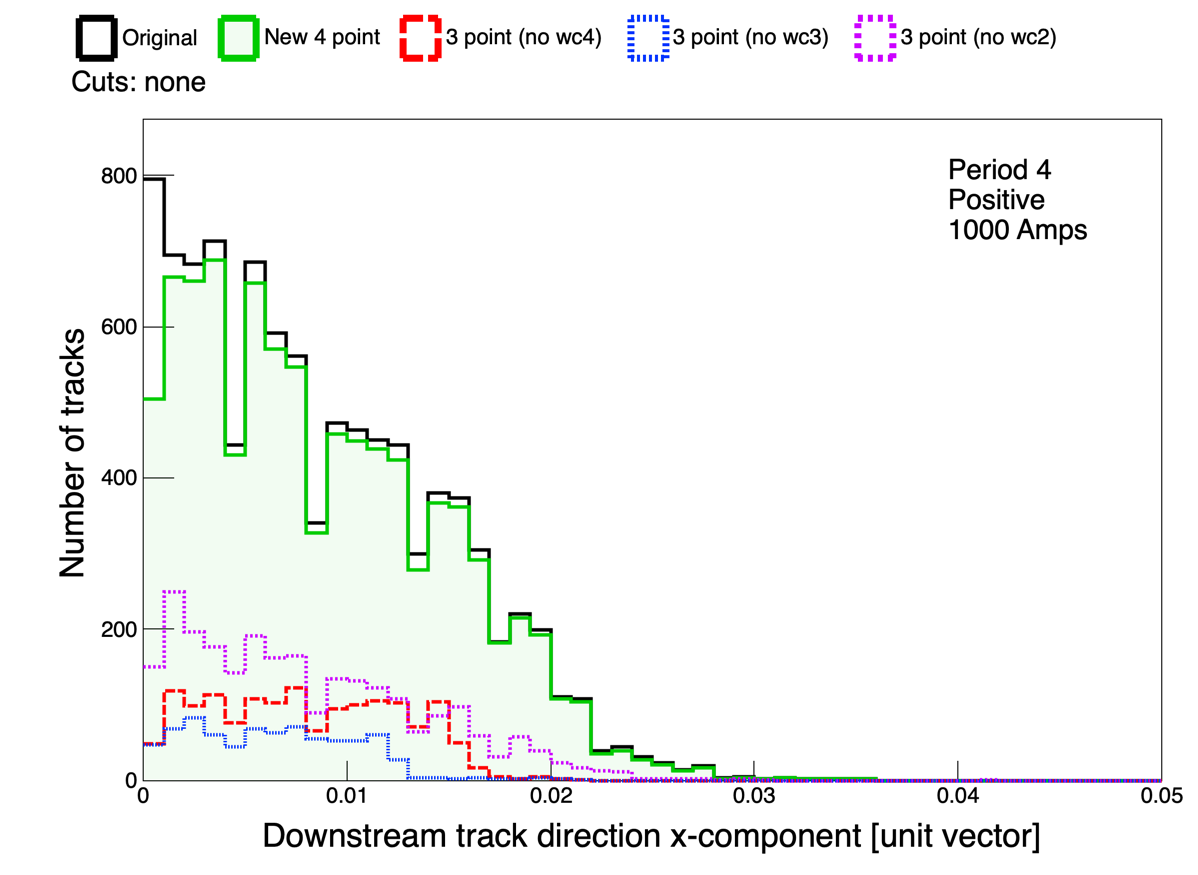 Original New 4 point 3 point (no wc4) 3 point (no wc3) 3 point (no wc2)
Cuts: none
Period 4
Positive
1000 Amps
Number of tracks
800
600
400
200
0
0 0.01 0.02 0.03 0.04 0.05
Downstream track direction x-component [unit vector]